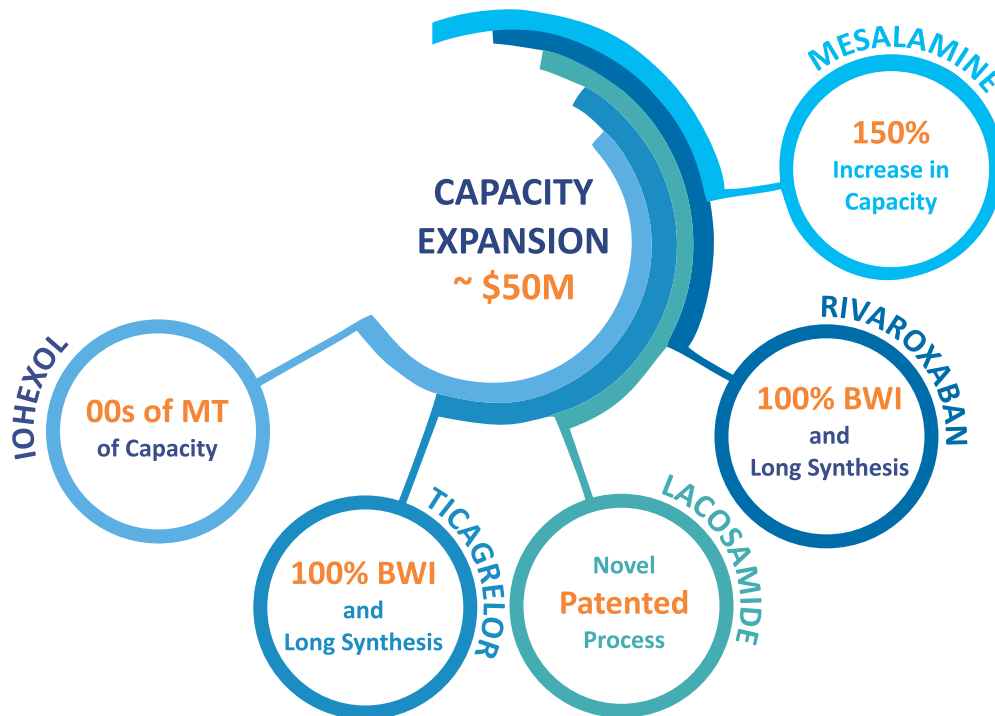 CAPACITY
EXPANSION
~ $50M
MESALAMINE
150%
Increase in
Capacity
RIVAROXABAN
100% BWI
and
Long Synthesis
LACOSAMIDE
Novel
Patented
Process
TICAGRELOR
100% BWI
and
Long Synthesis
IOHEXOL
00s of MT
of Capacity